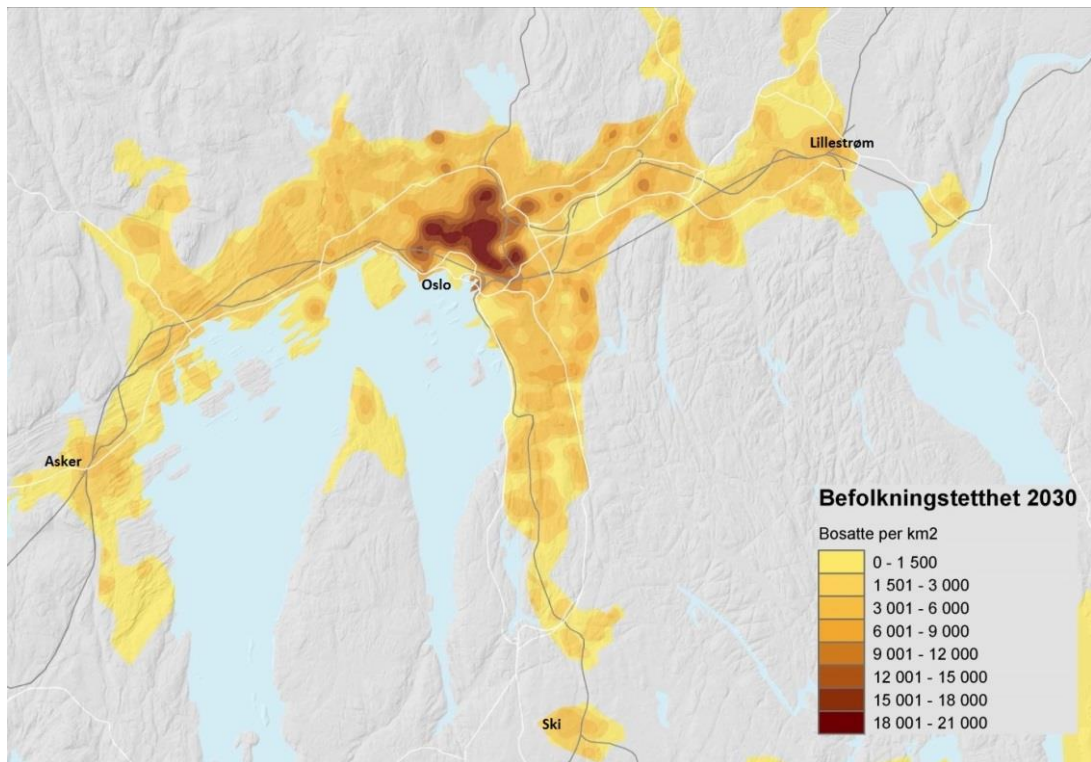 Lillestrøm
Oslo
Asker
Ski
Befolkningstetthet 2030
Bosatte per km2
0 - 1 500
1 501 - 3 000
3 001 - 6 000
6 001 - 9 000
9 001 - 12 000
12 001 - 15 000
15 001 - 18 000
18 001 - 21 000